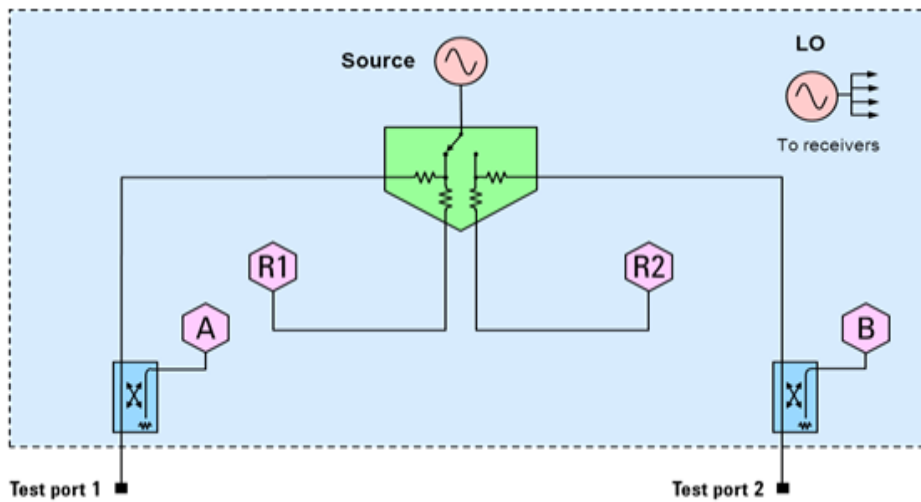 Source
LO
To receivers
R1
R2
A
B
Test port 1
Test port 2